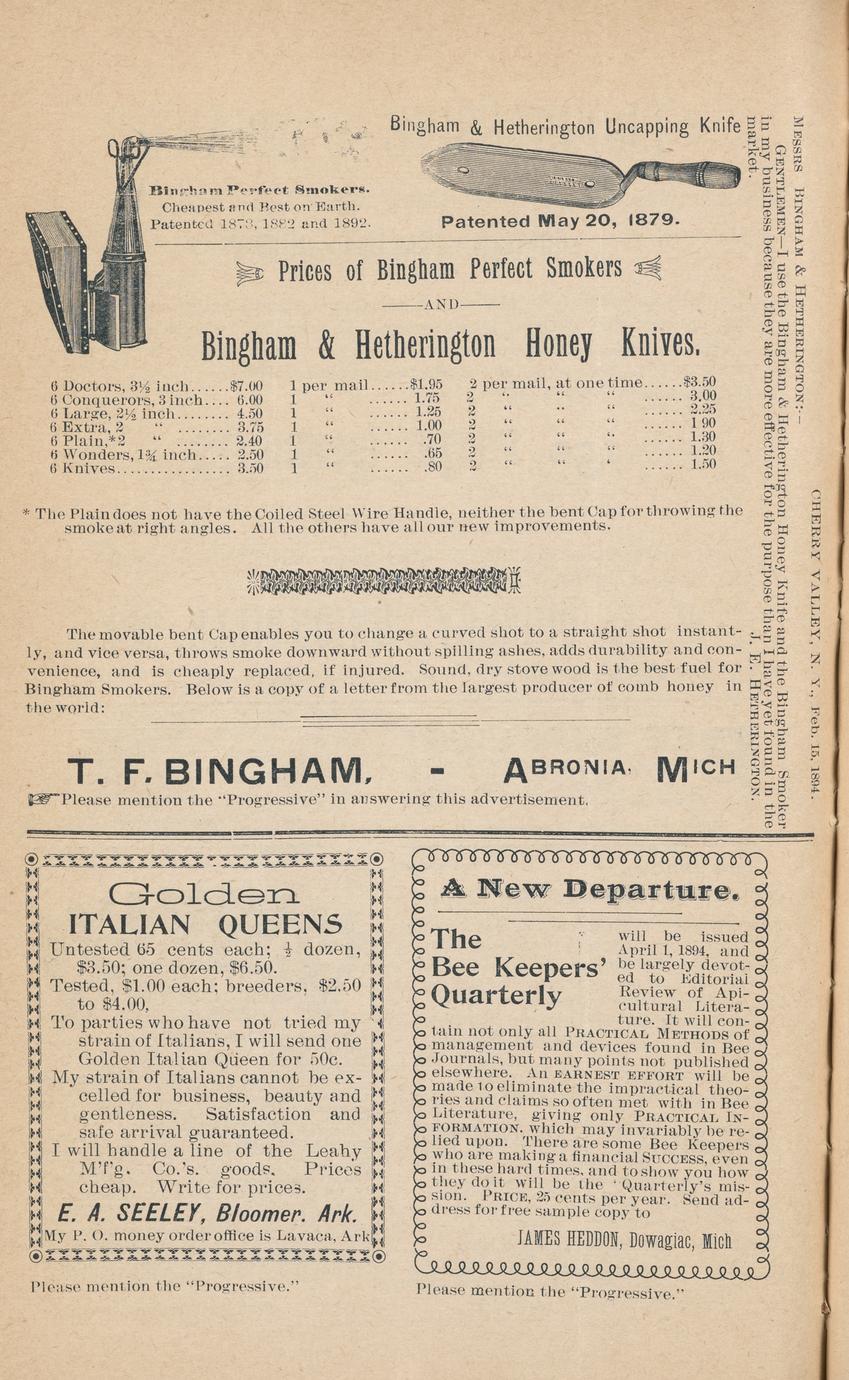 Bingham & Hetherington Uncapping Knife
Patented May 20, 1879.
Bingham Perfect Smokers.
Cheapest and Best on Earth.
Patented 1878, 1882 and 1892.
Prices of Bingham Perfect Smokers
—AND—
Bingham & Hetherington Honey Knives.
6 Doctors, 3½ inch......$7.00 1 per mail......$1.95 2 per mail, at one time......$3.50
6 Conquerors, 3 inch.... 6.00 1 “ ...... 1.75 2 “ “ “ ...... 3.00
6 Large, 2½ inch........ 4.50 1 “ ...... 1.25 2 “ “ “ ...... 2.25
6 Extra, 2 “ ........ 3.75 1 “ ...... 1.00 2 “ “ “ ...... 1 90
6 Plain,*2 “ ........ 2.40 1 “ ...... .70 2 “ “ “ ...... 1.30
6 Wonders, 1¾ inch..... 2.50 1 “ ...... .65 2 “ “ “ ...... 1.20
6 Knives................ 3.50 1 “ ...... .80 2 “ “ ‘ ...... 1.50
* The Plain does not have the Coiled Steel Wire Handle, neither the bent Cap for throwing the
smoke at right angles. All the others have all our new improvements.
The movable bent Cap enables you to change a curved shot to a straight shot instant-
ly, and vice versa, throws smoke downward without spilling ashes, adds durability and con-
venience, and is cheaply replaced, if injured. Sound, dry stove wood is the best fuel for
Bingham Smokers. Below is a copy of a letter from the largest producer of comb honey in
the world:
T. F. BINGHAM, - ABRONIA, MICH
Please mention the “Progressive” in answering this advertisement.
CHERRY VALLEY, N. Y., Feb. 15, 1894.
MESSRS BINGHAM & HETHERINGTON:—
GENTLEMEN—I use the Bingham & Hetherington Honey Knife and the Bingham Smoker
in my business because they are more effective for the purpose than I have yet found in the
market. J. E. HETHERINGTON.
Golden
ITALIAN QUEENS
Untested 65 cents each; ½ dozen,
$3.50; one dozen, $6.50.
Tested, $1.00 each; breeders, $2.50
to $4.00,
To parties who have not tried my
strain of Italians, I will send one
Golden Italian Queen for 50c.
My strain of Italians cannot be ex-
celled for business, beauty and
gentleness. Satisfaction and
safe arrival guaranteed.
I will handle a line of the Leahy
M'f'g. Co.'s. goods. Prices
cheap. Write for prices.
E. A. SEELEY, Bloomer. Ark.
My P. O. money order office is Lavaca, Ark
Please mention the “Progressive.”
A New Departure.
The
Bee Keepers’
Quarterly
will be issued
April 1, 1894, and
be largely devot-
ed to Editorial
Review of Api-
cultural Litera-
ture. It will con-
tain not only all PRACTICAL METHODS of
management and devices found in Bee
Journals, but many points not published
elsewhere. An EARNEST EFFORT will be
made to eliminate the impractical theo-
ries and claims so often met with in Bee
Literature, giving only PRACTICAL IN-
FORMATION, which may invariably be re-
lied upon. There are some Bee Keepers
who are making a financial SUCCESS, even
in these hard times, and to show you how
they do it will be the ‘Quarterly's mis-
sion. PRICE, 25 cents per year. Send ad-
dress for free sample copy to
JAMES HEDDON, Dowagiac, Mich
Please mention the “Progressive.”